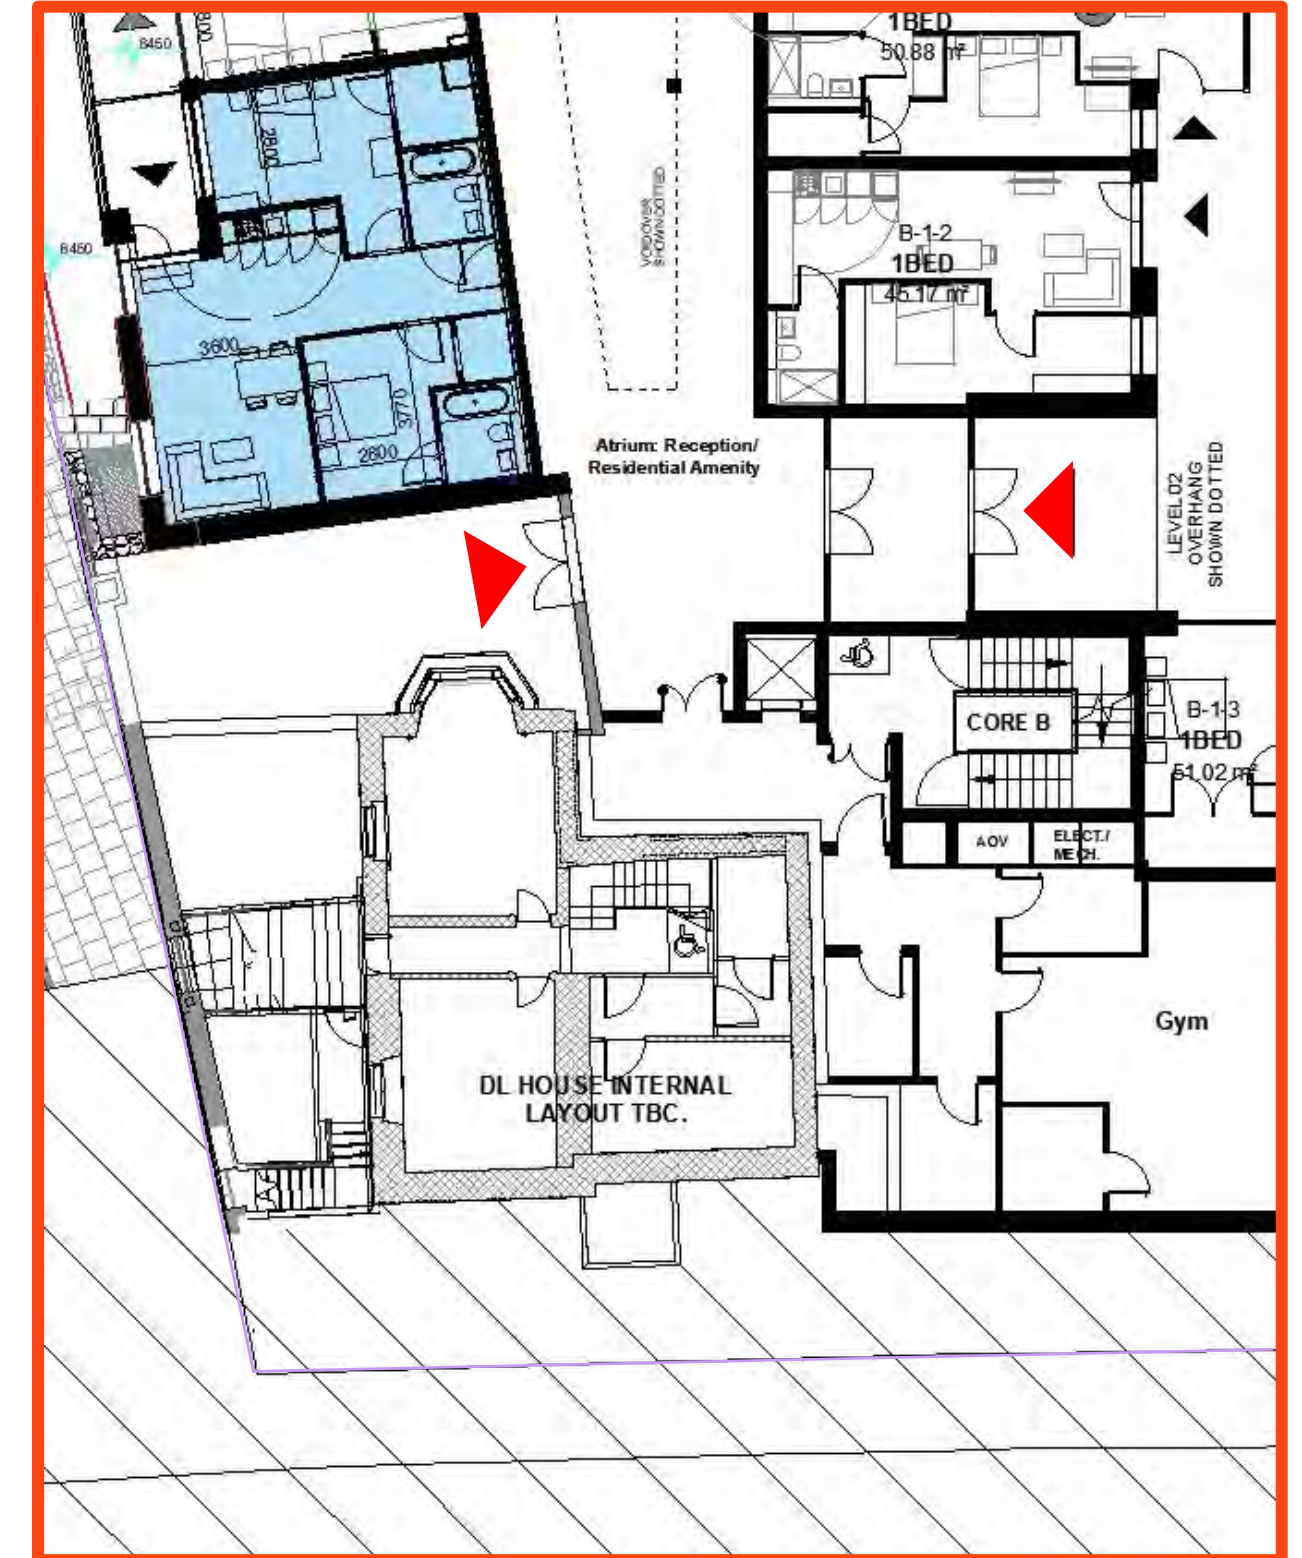 8450
1BED
50.88 m²
2800
8450
VOID OVER
SHOWN DOTTED
B-1-2
1BED
45.17 m²
3600
3770
2800
Atrium: Reception/
Residential Amenity
LEVEL 02
OVERHANG
SHOWN DOTTED
CORE B
B-1-3
1BED
51.02 m²
AOV
ELECT./
MECH.
Gym
DL HOUSE INTERNAL
LAYOUT TBC.